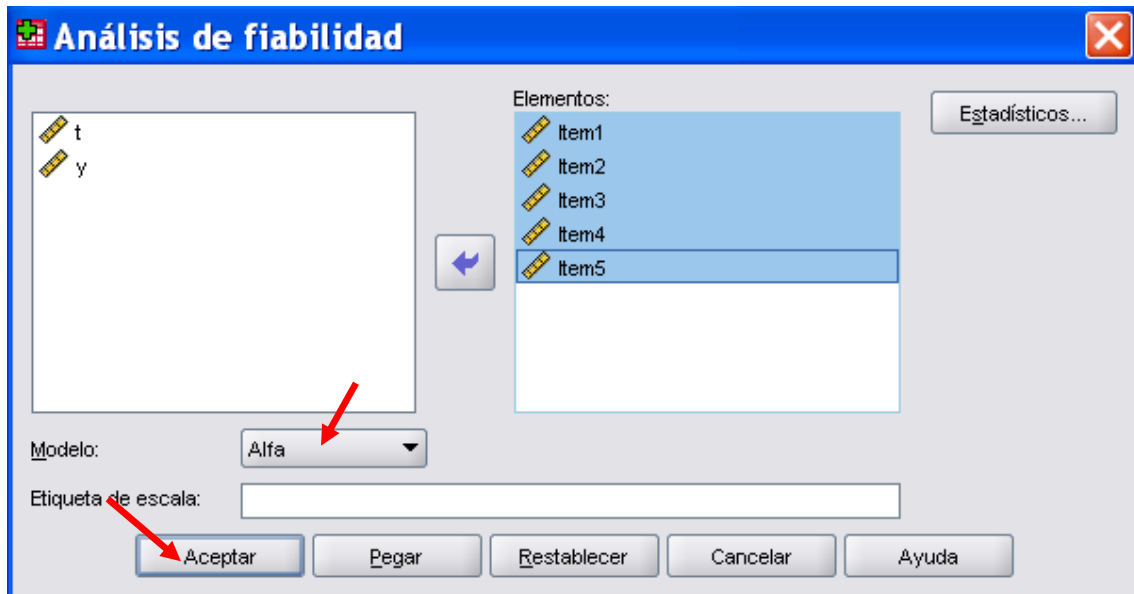 Análisis de fiabilidad
Elementos:
t
y
Item1
Item2
Item3
Item4
Item5
Estadísticos...
Modelo:
Alfa
Etiqueta de escala:
Aceptar
Pegar
Restablecer
Cancelar
Ayuda